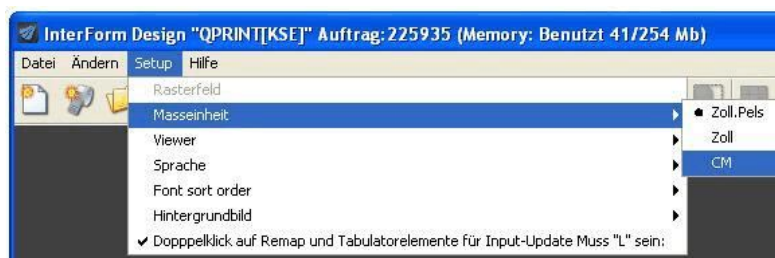 InterForm Design "QPRINT[KSE]" Auftrag:225935 (Memory: Benutzt 41/254 Mb)
Datei Ändern Setup Hilfe
Rasterfeld
Masseinheit
Zoll.Pels
Viewer
Zoll
Sprache
CM
Font sort order
Hintergrundbild
Dopppelklick auf Remap und Tabulatorelemente für Input-Update Muss "L" sein: